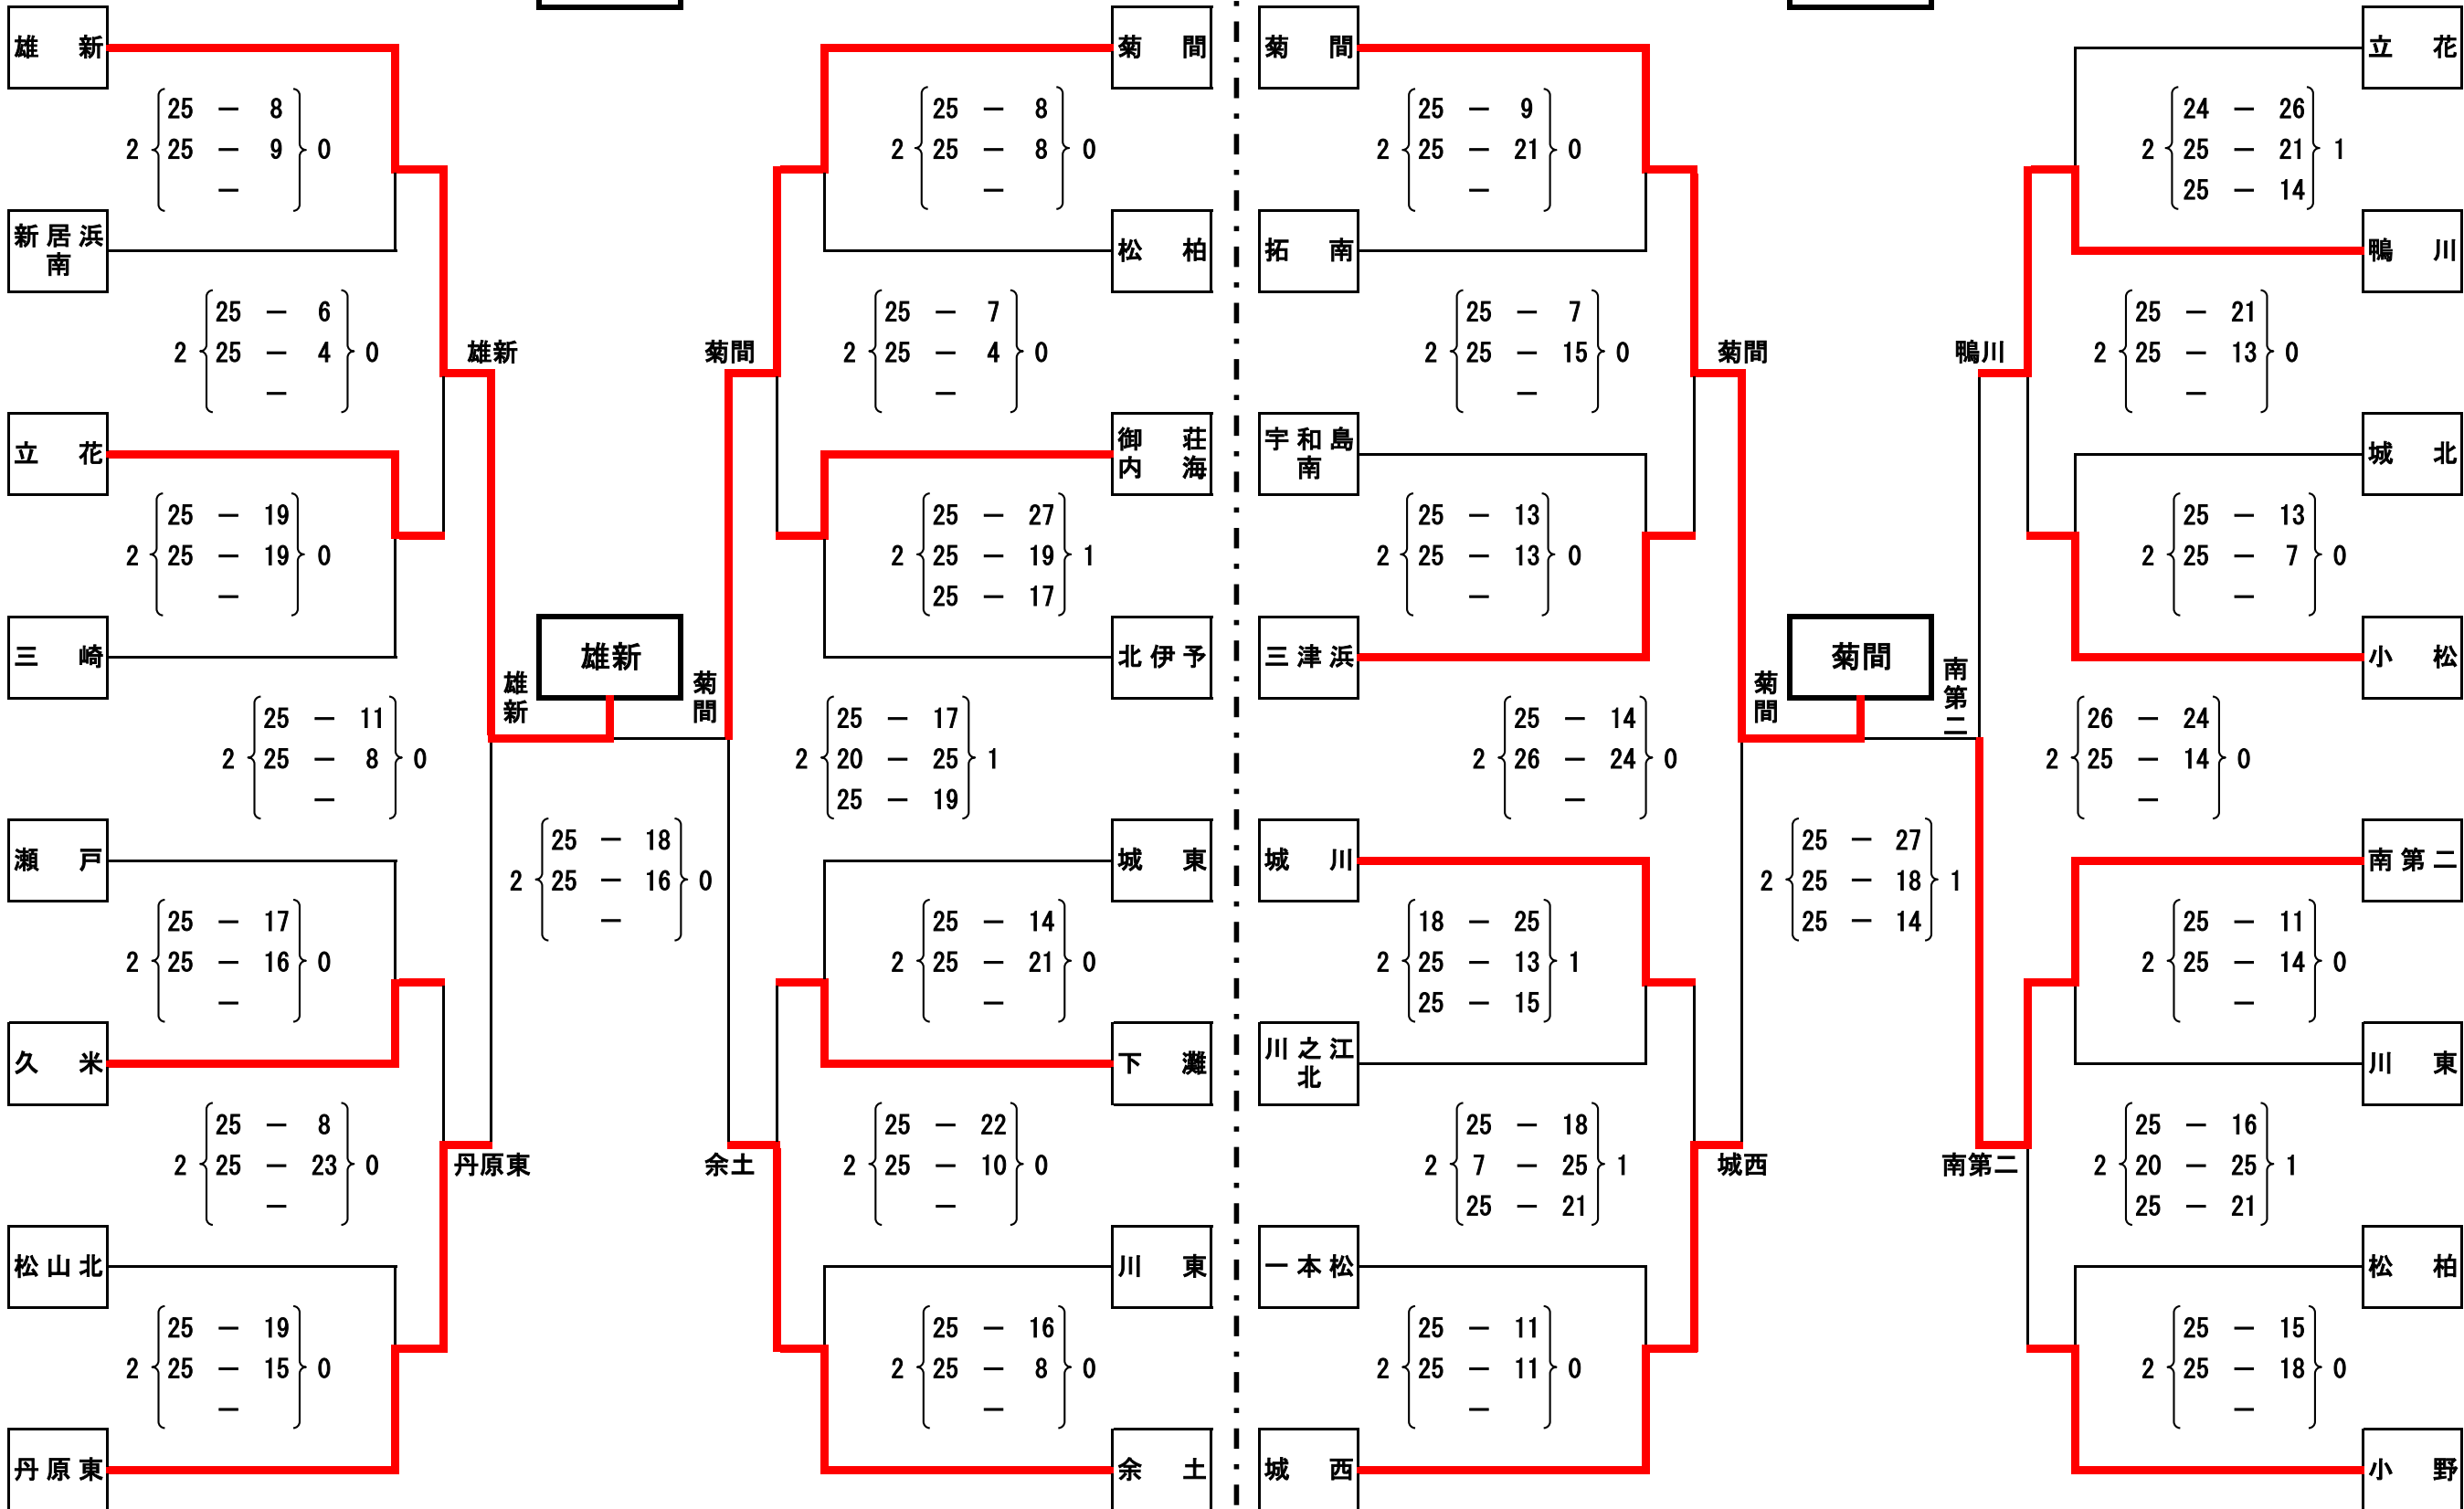 雄 新
25 － 8
2 25 － 9 0
－
新居浜
南
25 － 6
2 25 － 4 0
－
雄新
立 花
25 － 19
2 25 － 19 0
－
三 崎
25 － 11
2 25 － 8 0
－
雄新
瀬 戸
25 － 17
2 25 － 16 0
－
久 米
25 － 8
2 25 － 23 0
－
丹原東
松山北
25 － 19
2 25 － 15 0
－
丹原東
雄新
25 － 18
2 25 － 16 0
－
菊 間
25 － 8
2 25 － 8 0
－
松 柏
菊間
25 － 7
2 25 － 4 0
－
御 荘
内 海
25 － 27
2 25 － 19 1
25 － 17
北伊予
菊間
25 － 17
2 20 － 25 1
25 － 19
城 東
25 － 14
2 25 － 21 0
－
下 灘
余土
25 － 22
2 25 － 10 0
－
川 東
25 － 16
2 25 － 8 0
－
余 土
菊 間
25 － 9
2 25 － 21 0
－
拓 南
25 － 7
2 25 － 15 0
－
菊間
宇和島
南
25 － 13
2 25 － 13 0
－
三津浜
25 － 14
2 26 － 24 0
－
菊間
城 川
18 － 25
2 25 － 13 1
25 － 15
川之江
北
25 － 18
2 7 － 25 1
25 － 21
城西
一本松
25 － 11
2 25 － 11 0
－
城 西
菊間
25 － 27
2 25 － 18 1
25 － 14
立 花
24 － 26
2 25 － 21 1
25 － 14
鴨 川
鴨川
25 － 21
2 25 － 13 0
－
城 北
25 － 13
2 25 － 7 0
－
小 松
南第二
26 － 24
2 25 － 14 0
－
南第二
25 － 11
2 25 － 14 0
－
川 東
南第二
25 － 16
2 20 － 25 1
25 － 21
松 柏
25 － 15
2 25 － 18 0
－
小 野